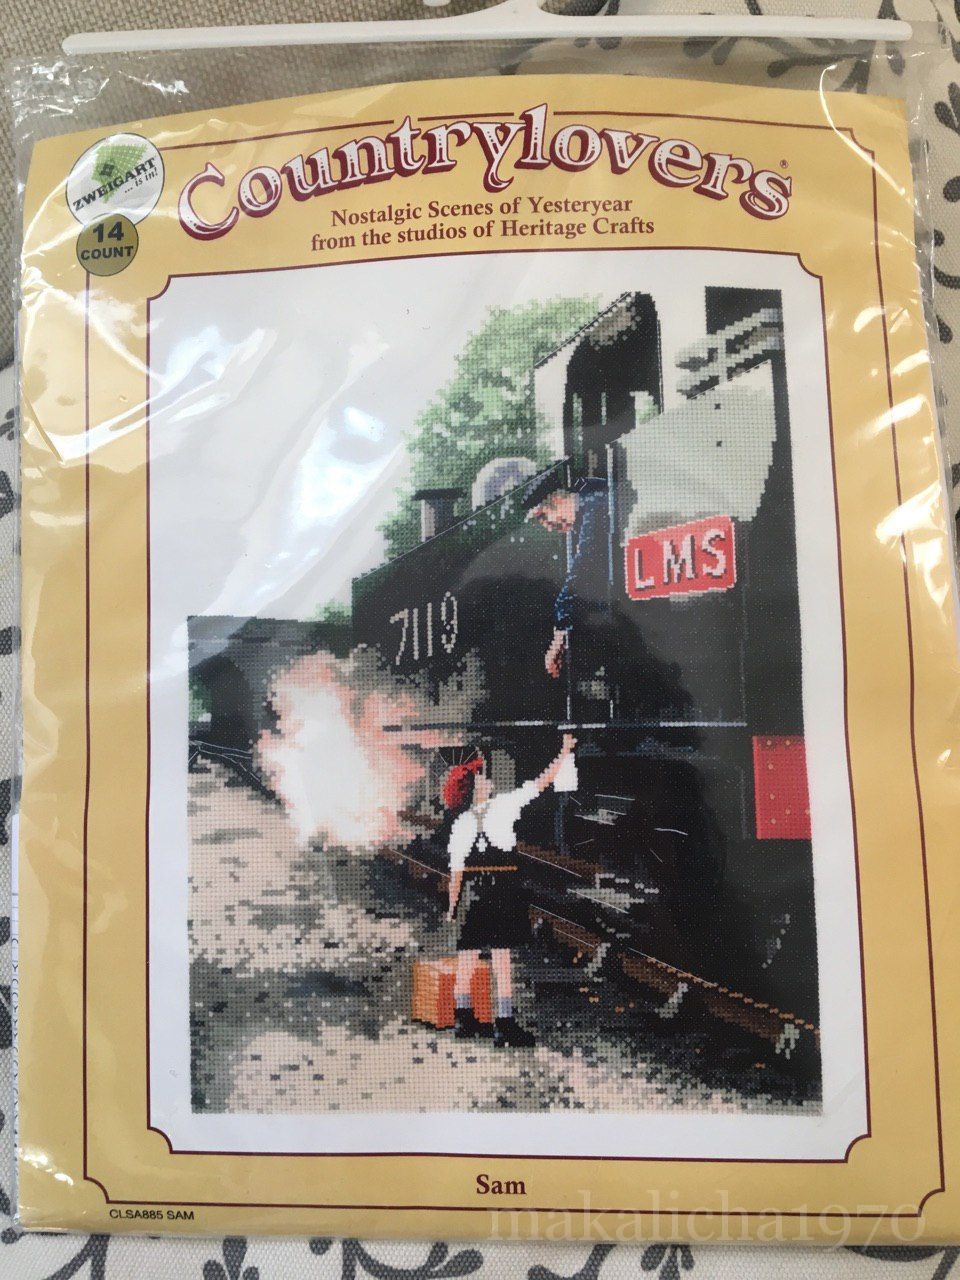 ZWEIGART
... is in!
14
COUNT
Countrylovers®
Nostalgic Scenes of Yesteryear
from the studios of Heritage Crafts
LMS
7119
Sam
CLSA885 SAM
makalicha1970